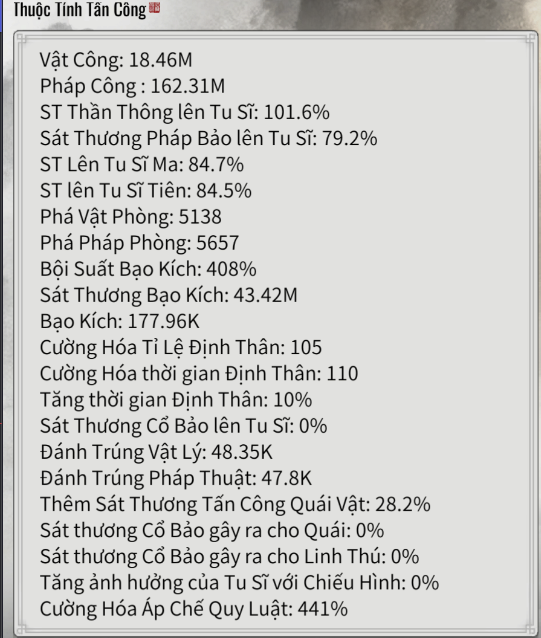 Thuộc Tính Tấn Công
Vật Công: 18.46M
Pháp Công : 162.31M
ST Thần Thông lên Tu Sĩ: 101.6%
Sát Thương Pháp Bảo lên Tu Sĩ: 79.2%
ST Lên Tu Sĩ Ma: 84.7%
ST lên Tu Sĩ Tiên: 84.5%
Phá Vật Phòng: 5138
Phá Pháp Phòng: 5657
Bội Suất Bạo Kích: 408%
Sát Thương Bạo Kích: 43.42M
Bạo Kích: 177.96K
Cường Hóa Tỉ Lệ Định Thân: 105
Cường Hóa thời gian Định Thân: 110
Tăng thời gian Định Thân: 10%
Sát Thương Cổ Bảo lên Tu Sĩ: 0%
Đánh Trúng Vật Lý: 48.35K
Đánh Trúng Pháp Thuật: 47.8K
Thêm Sát Thương Tấn Công Quái Vật: 28.2%
Sát thương Cổ Bảo gây ra cho Quái: 0%
Sát thương Cổ Bảo gây ra cho Linh Thú: 0%
Tăng ảnh hưởng của Tu Sĩ với Chiếu Hình: 0%
Cường Hóa Áp Chế Quy Luật: 441%